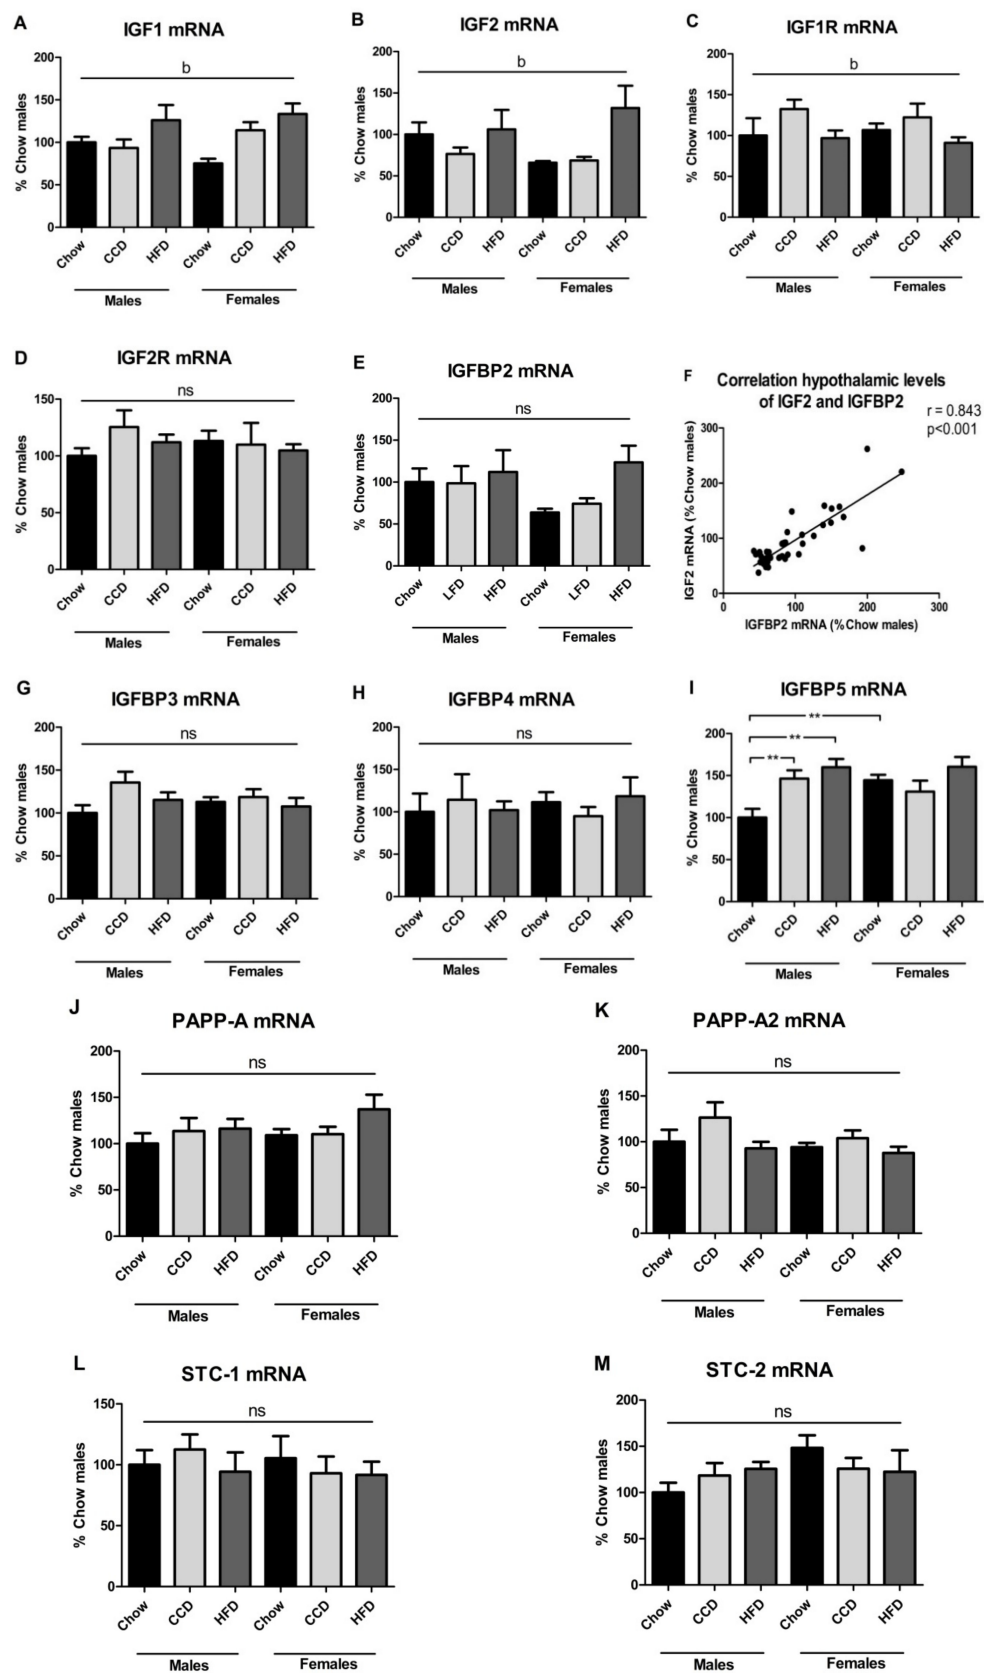 A
IGF1 mRNA
% Chow males
200
150
100
50
0
b
Chow
CCD
HFD
Chow
CCD
HFD
Males
Females
B
IGF2 mRNA
% Chow males
200
150
100
50
0
b
Chow
CCD
HFD
Chow
CCD
HFD
Males
Females
C
IGF1R mRNA
% Chow males
200
150
100
50
0
b
Chow
CCD
HFD
Chow
CCD
HFD
Males
Females
D
IGF2R mRNA
% Chow males
150
100
50
0
ns
Chow
CCD
HFD
Chow
CCD
HFD
Males
Females
E
IGFBP2 mRNA
% Chow males
200
150
100
50
0
ns
Chow
LFD
HFD
Chow
LFD
HFD
Males
Females
F
Correlation hypothalamic levels
of IGF2 and IGFBP2
r = 0.843
p<0.001
IGF2 mRNA (% Chow males)
300
200
100
0
0
100
200
300
IGFBP2 mRNA (%Chow males)
G
IGFBP3 mRNA
% Chow males
200
150
100
50
0
ns
Chow
CCD
HFD
Chow
CCD
HFD
Males
Females
H
IGFBP4 mRNA
% Chow males
200
150
100
50
0
ns
Chow
CCD
HFD
Chow
CCD
HFD
Males
Females
I
IGFBP5 mRNA
% Chow males
200
150
100
50
0
**
**
**
Chow
CCD
HFD
Chow
CCD
HFD
Males
Females
J
PAPP-A mRNA
% Chow males
200
150
100
50
0
ns
Chow
CCD
HFD
Chow
CCD
HFD
Males
Females
K
PAPP-A2 mRNA
% Chow males
200
150
100
50
0
ns
Chow
CCD
HFD
Chow
CCD
HFD
Males
Females
L
STC-1 mRNA
% Chow males
150
100
50
0
ns
Chow
CCD
HFD
Chow
CCD
HFD
Males
Females
M
STC-2 mRNA
% Chow males
200
150
100
50
0
ns
Chow
CCD
HFD
Chow
CCD
HFD
Males
Females